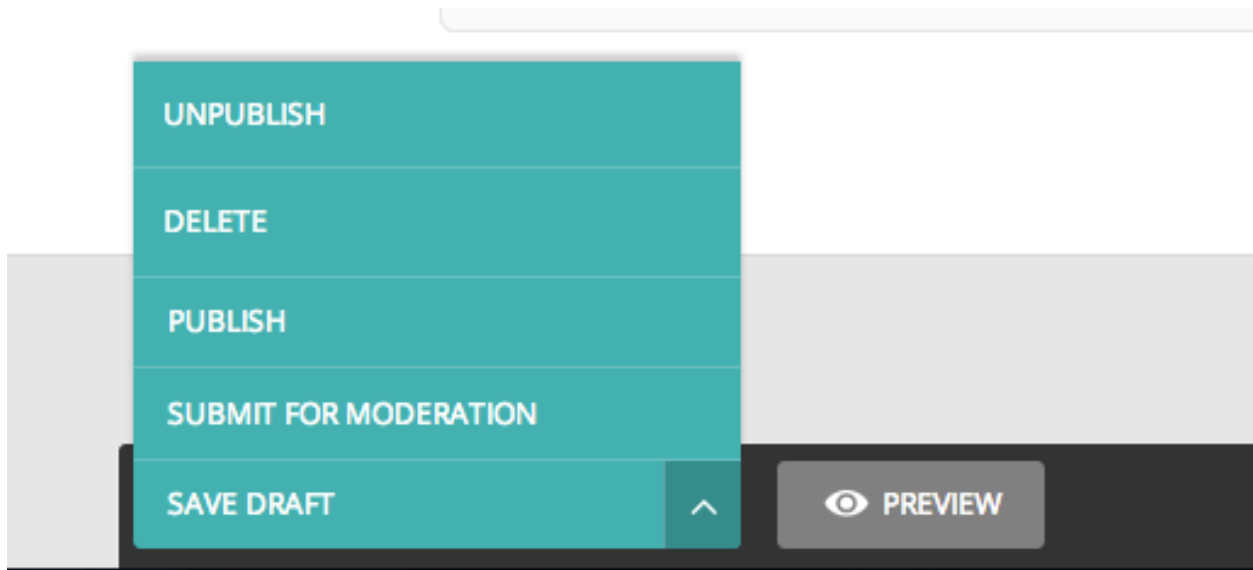 UNPUBLISH
DELETE
PUBLISH
SUBMIT FOR MODERATION
SAVE DRAFT
PREVIEW